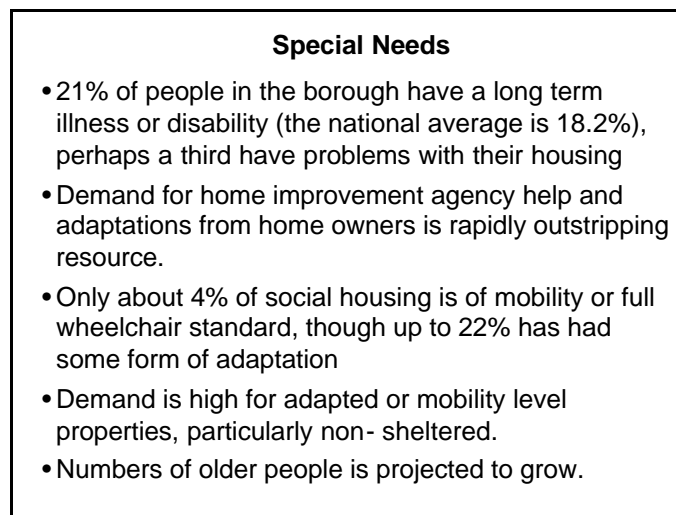 Special Needs
• 21% of people in the borough have a long term
illness or disability (the national average is 18.2%),
perhaps a third have problems with their housing
• Demand for home improvement agency help and
adaptations from home owners is rapidly outstripping
resource.
• Only about 4% of social housing is of mobility or full
wheelchair standard, though up to 22% has had
some form of adaptation
• Demand is high for adapted or mobility level
properties, particularly non- sheltered.
• Numbers of older people is projected to grow.